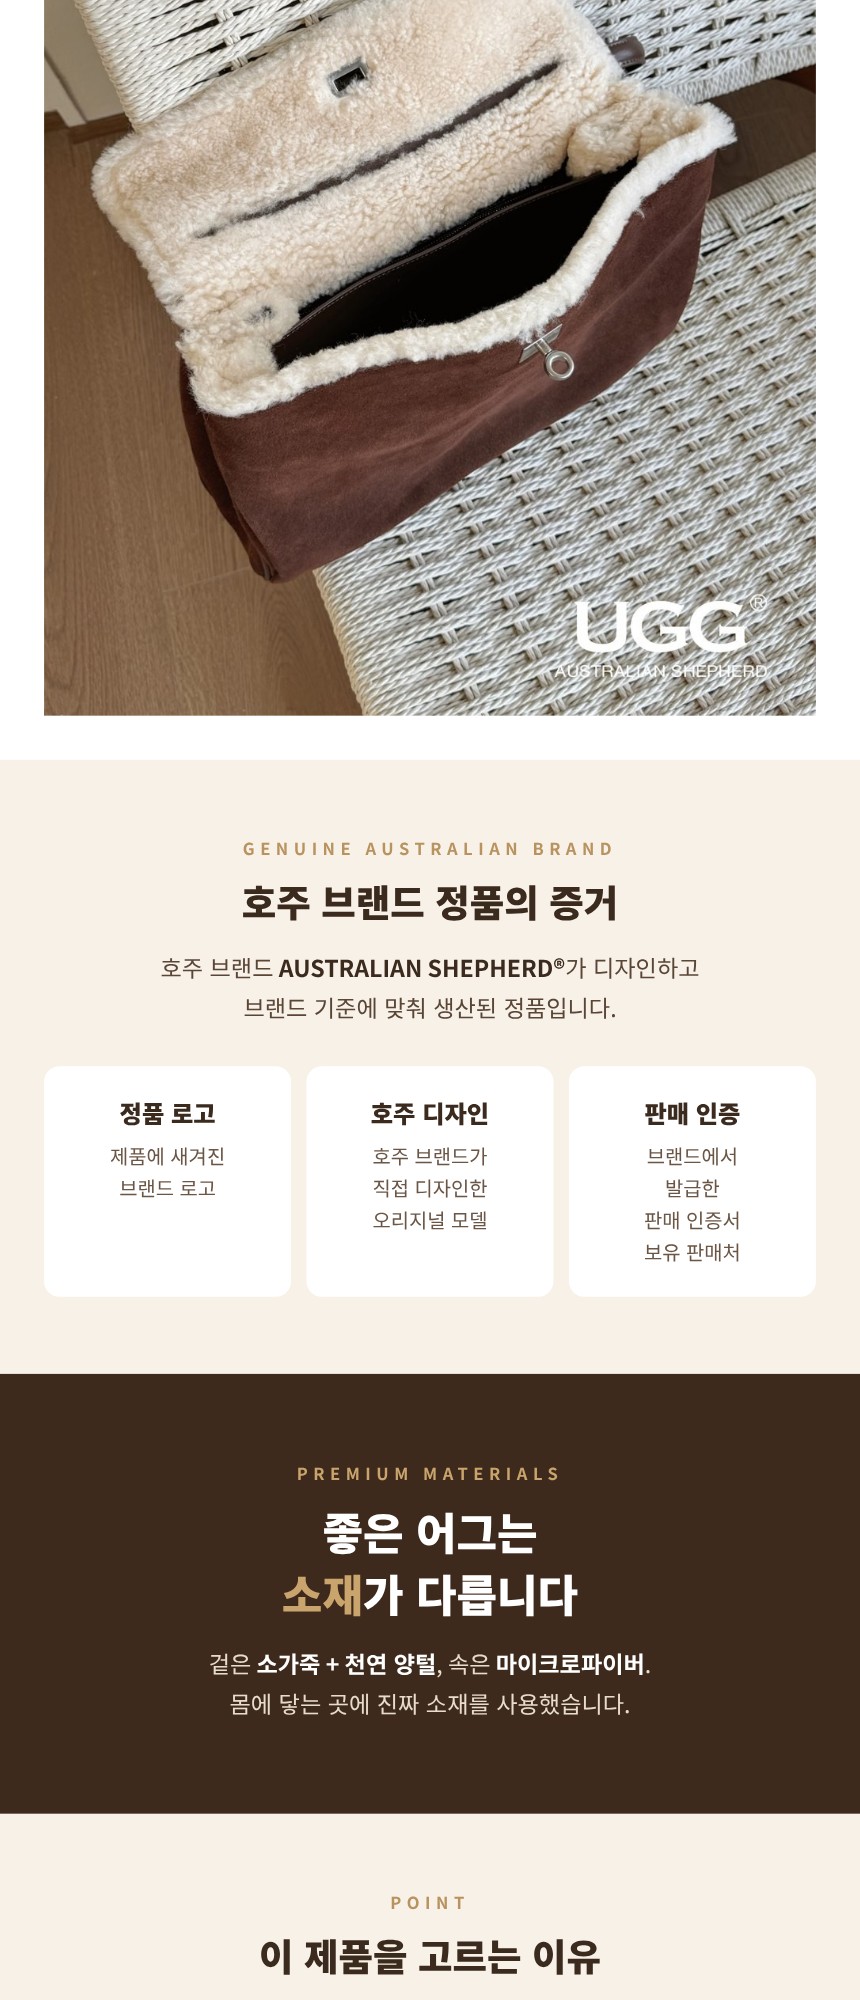 UGG®
AUSTRALIAN SHEPHERD
GENUINE AUSTRALIAN BRAND
호주 브랜드 정품의 증거
호주 브랜드 AUSTRALIAN SHEPHERD®가 디자인하고
브랜드 기준에 맞춰 생산된 정품입니다.
정품 로고
제품에 새겨진
브랜드 로고
호주 디자인
호주 브랜드가
직접 디자인한
오리지널 모델
판매 인증
브랜드에서
발급한
판매 인증서
보유 판매처
PREMIUM MATERIALS
좋은 어그는
소재가 다릅니다
겉은 소가죽 + 천연 양털, 속은 마이크로파이버.
몸에 닿는 곳에 진짜 소재를 사용했습니다.
POINT
이 제품을 고르는 이유